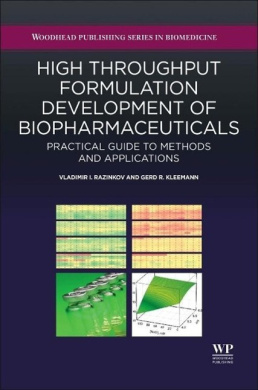 WOODHEAD PUBLISHING SERIES IN BIOMEDICINE
HIGH THROUGHPUT
FORMULATION
DEVELOPMENT OF
BIOPHARMACEUTICALS
PRACTICAL GUIDE TO METHODS
AND APPLICATIONS
VLADIMIR I. RAZINKOV AND GERD R. KLEEMANN
WP
WOODHEAD
PUBLISHING